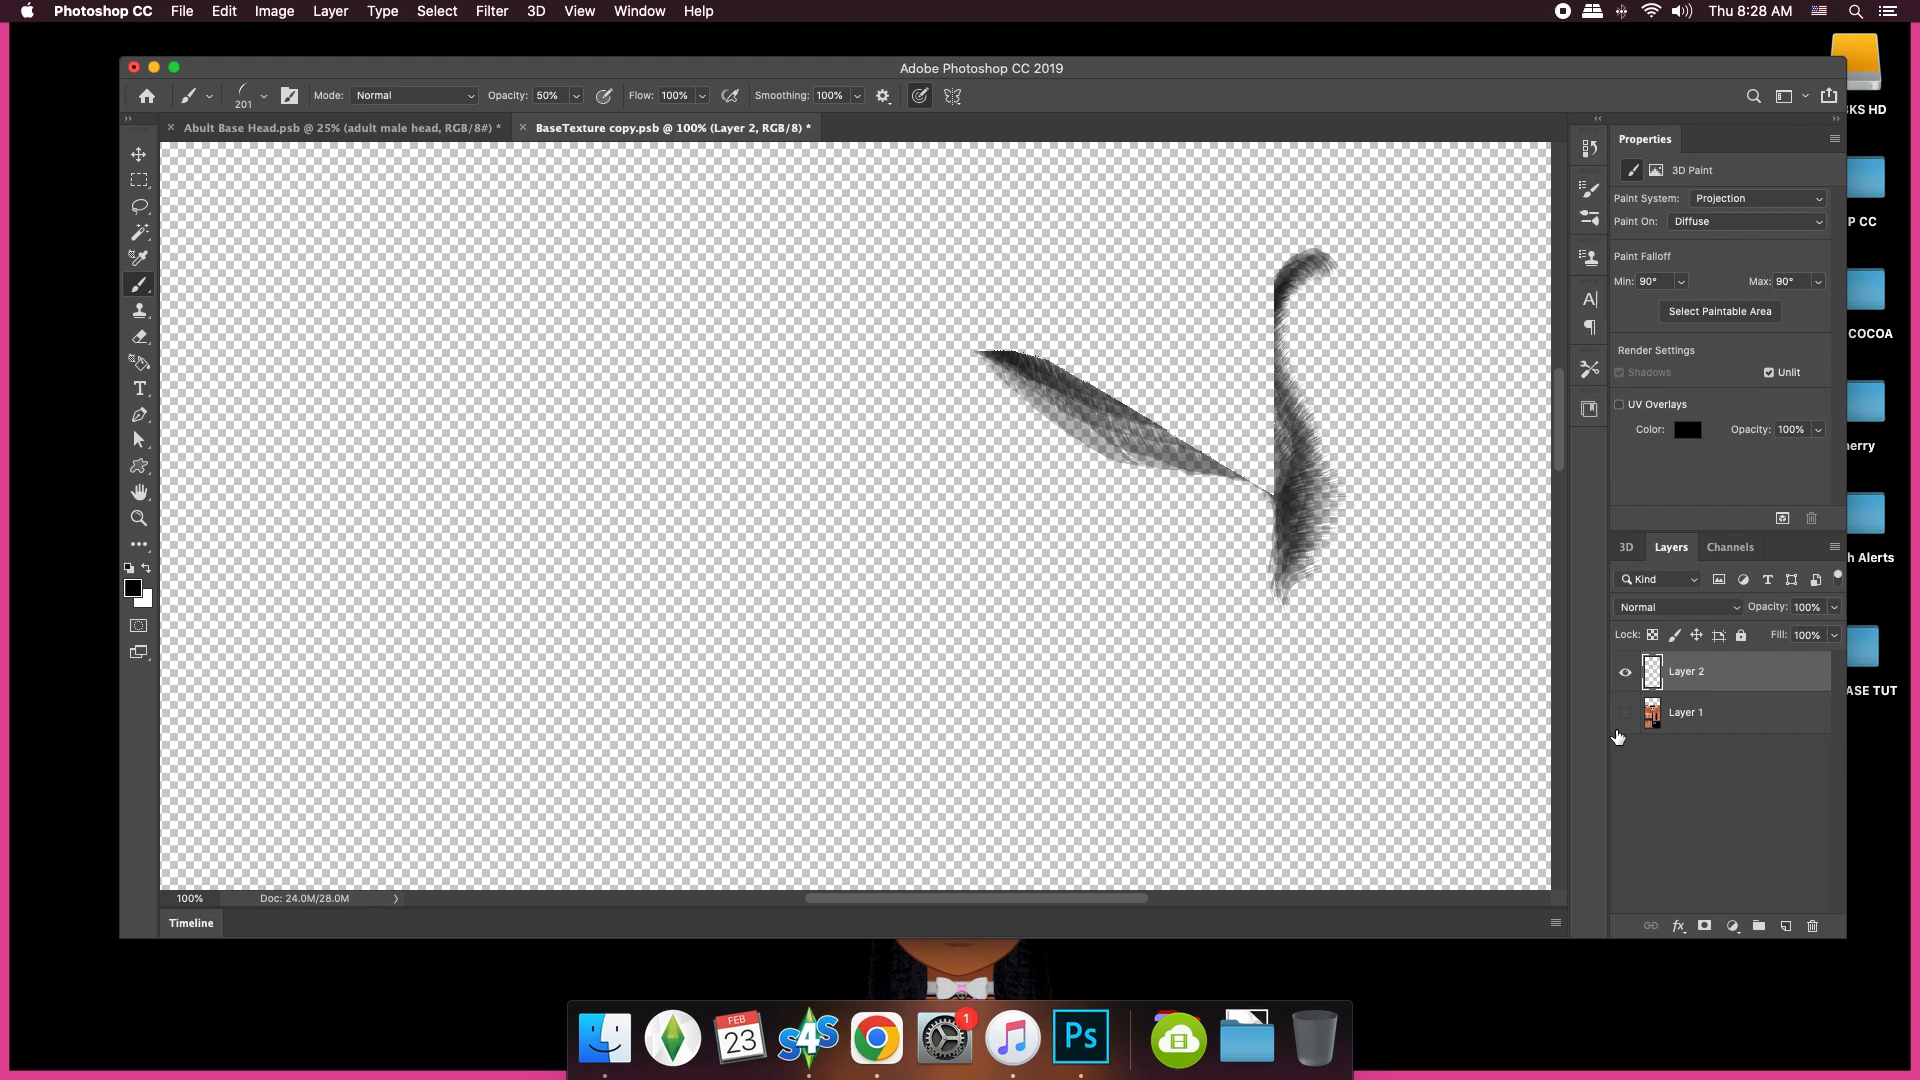 Photoshop CC File Edit Image Layer Type Select Filter 3D View Window Help Thu 8:28 AM
Adobe Photoshop CC 2019
201 Mode: Normal Opacity: 50% Flow: 100% Smoothing: 100%
Abult Base Head.psb @ 25% (adult male head, RGB/8#) * BaseTexture copy.psb @ 100% (Layer 2, RGB/8) *
KS HD
Properties
3D Paint
Paint System: Projection
Paint On: Diffuse
P CC
Paint Falloff
Min: 90° Max: 90°
Select Paintable Area
COCOA
Render Settings
Shadows Unlit
UV Overlays
Color: Opacity: 100%
erry
3D Layers Channels
h Alerts
Kind
Normal Opacity: 100%
Lock: Fill: 100%
Layer 2
ASE TUT
Layer 1
100% Doc: 24.0M/28.0M
Timeline
fx
FEB
23
S4S
1
Ps